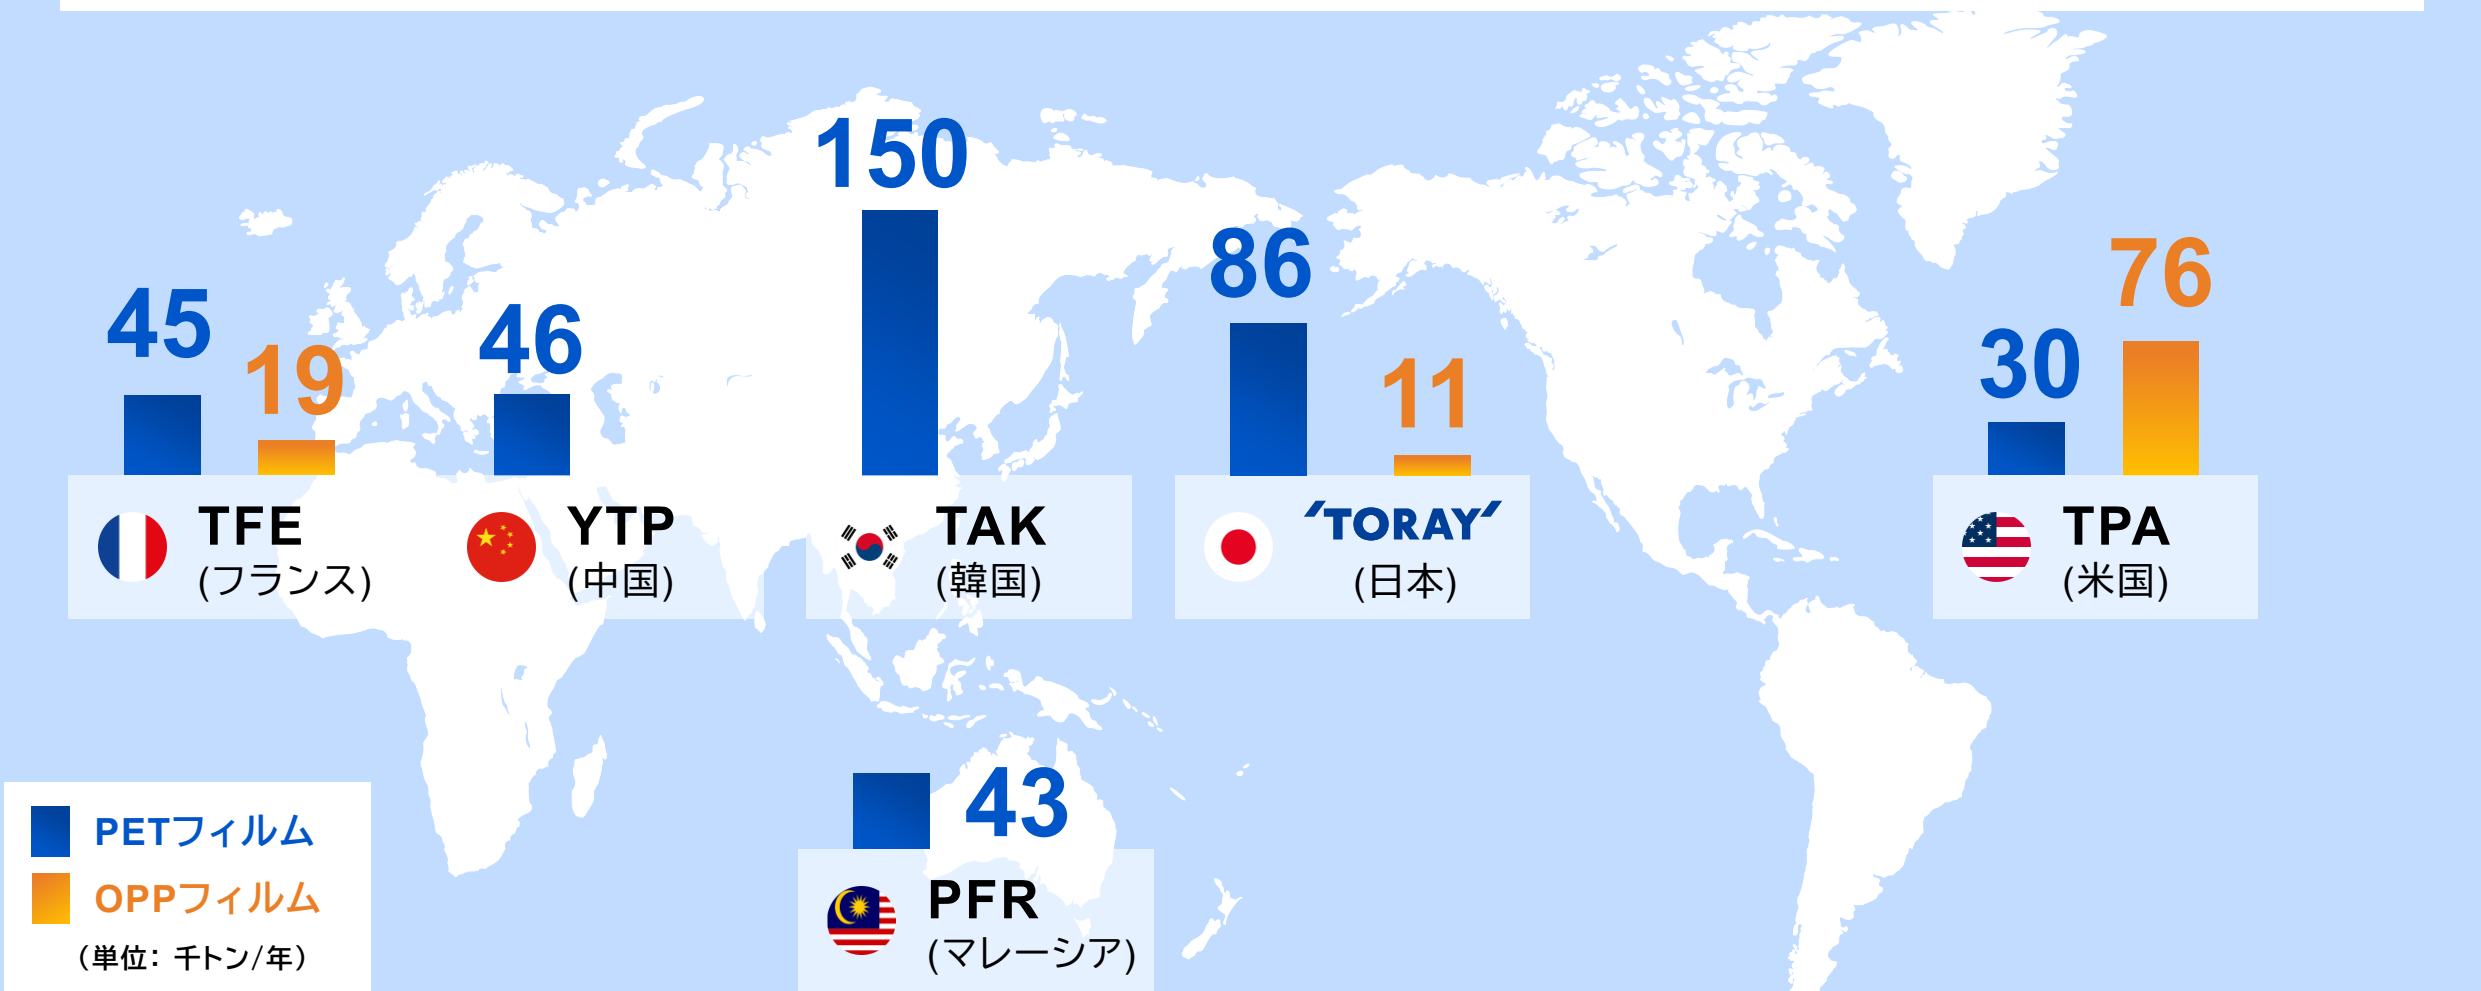 45
19
TFE
(フランス)
46
YTP
(中国)
150
TAK
(韓国)
86
11
'TORAY'
(日本)
30
76
TPA
(米国)
43
PFR
(マレーシア)
PETフィルム
OPPフィルム
（単位：千トン/年）